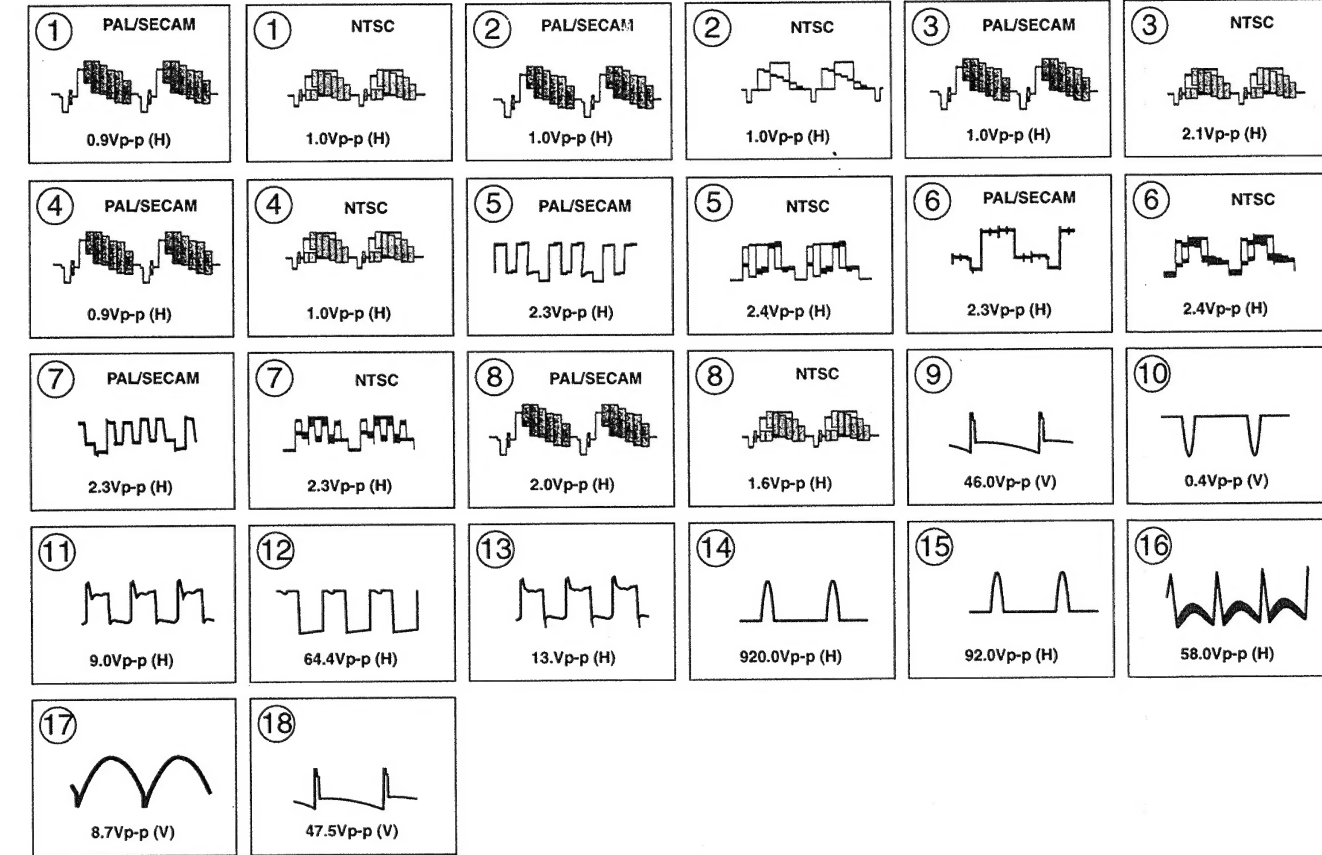 1 PAL/SECAM
0.9Vp-p (H)
1 NTSC
1.0Vp-p (H)
2 PAL/SECAM
1.0Vp-p (H)
2 NTSC
1.0Vp-p (H)
3 PAL/SECAM
1.0Vp-p (H)
3 NTSC
2.1Vp-p (H)
4 PAL/SECAM
0.9Vp-p (H)
4 NTSC
1.0Vp-p (H)
5 PAL/SECAM
2.3Vp-p (H)
5 NTSC
2.4Vp-p (H)
6 PAL/SECAM
2.3Vp-p (H)
6 NTSC
2.4Vp-p (H)
7 PAL/SECAM
2.3Vp-p (H)
7 NTSC
2.3Vp-p (H)
8 PAL/SECAM
2.0Vp-p (H)
8 NTSC
1.6Vp-p (H)
9
46.0Vp-p (V)
10
0.4Vp-p (V)
11
9.0Vp-p (H)
12
64.4Vp-p (H)
13
13.Vp-p (H)
14
920.0Vp-p (H)
15
92.0Vp-p (H)
16
58.0Vp-p (H)
17
8.7Vp-p (V)
18
47.5Vp-p (V)